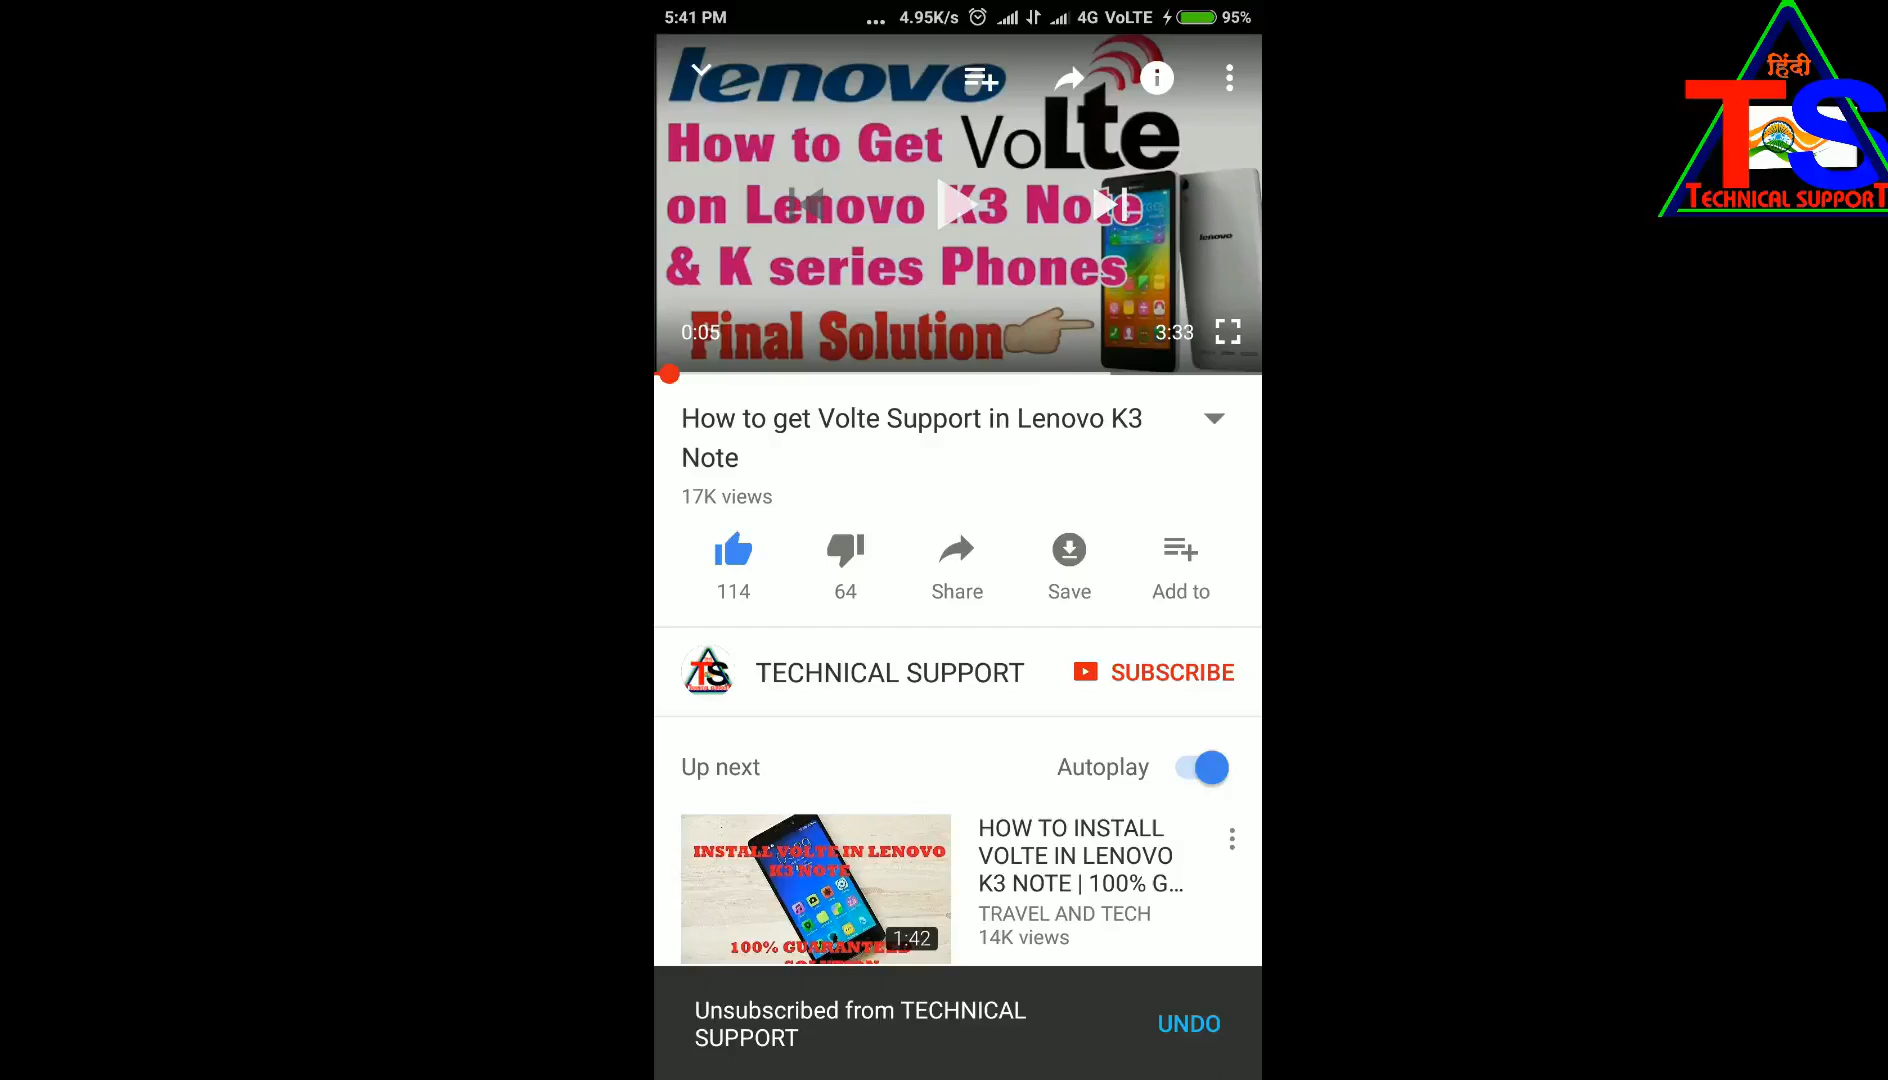 5:41 PM ... 4.95K/s 4G VoLTE 95%
lenovo
How to Get VoLte
on Lenovo K3 Note
& K series Phones
lenovo
Final Solution
0:05 3:33
How to get Volte Support in Lenovo K3
Note
17K views
114 64 Share Save Add to
TS
TECHNICAL SUPPORT SUBSCRIBE
Up next Autoplay
INSTALL VOLTE IN LENOVO
K3 NOTE
100% GUARANTEED
SOLUTION
1:42
HOW TO INSTALL
VOLTE IN LENOVO
K3 NOTE | 100% G...
TRAVEL AND TECH
14K views
Unsubscribed from TECHNICAL
SUPPORT
UNDO
हिंदी
TS
TECHNICAL SUPPORT